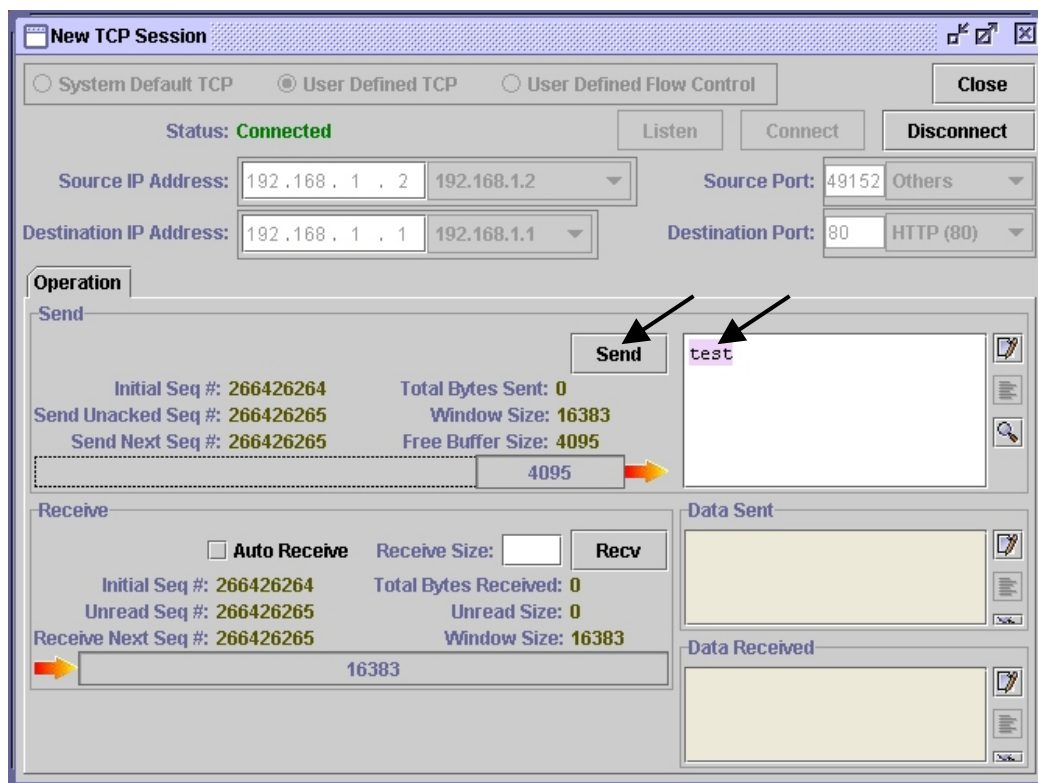 New TCP Session
System Default TCP User Defined TCP User Defined Flow Control Close
Status: Connected Listen Connect Disconnect
Source IP Address: 192.168. 1 . 2 192.168.1.2 Source Port: 49152 Others
Destination IP Address: 192.168. 1 . 1 192.168.1.1 Destination Port: 80 HTTP (80)
Operation
Send
Send test
Initial Seq #: 266426264 Total Bytes Sent: 0
Send Unacked Seq #: 266426265 Window Size: 16383
Send Next Seq #: 266426265 Free Buffer Size: 4095
4095
Receive Data Sent
Auto Receive Receive Size: Recv
Initial Seq #: 266426264 Total Bytes Received: 0
Unread Seq #: 266426265 Unread Size: 0
Receive Next Seq #: 266426265 Window Size: 16383
Data Received
16383